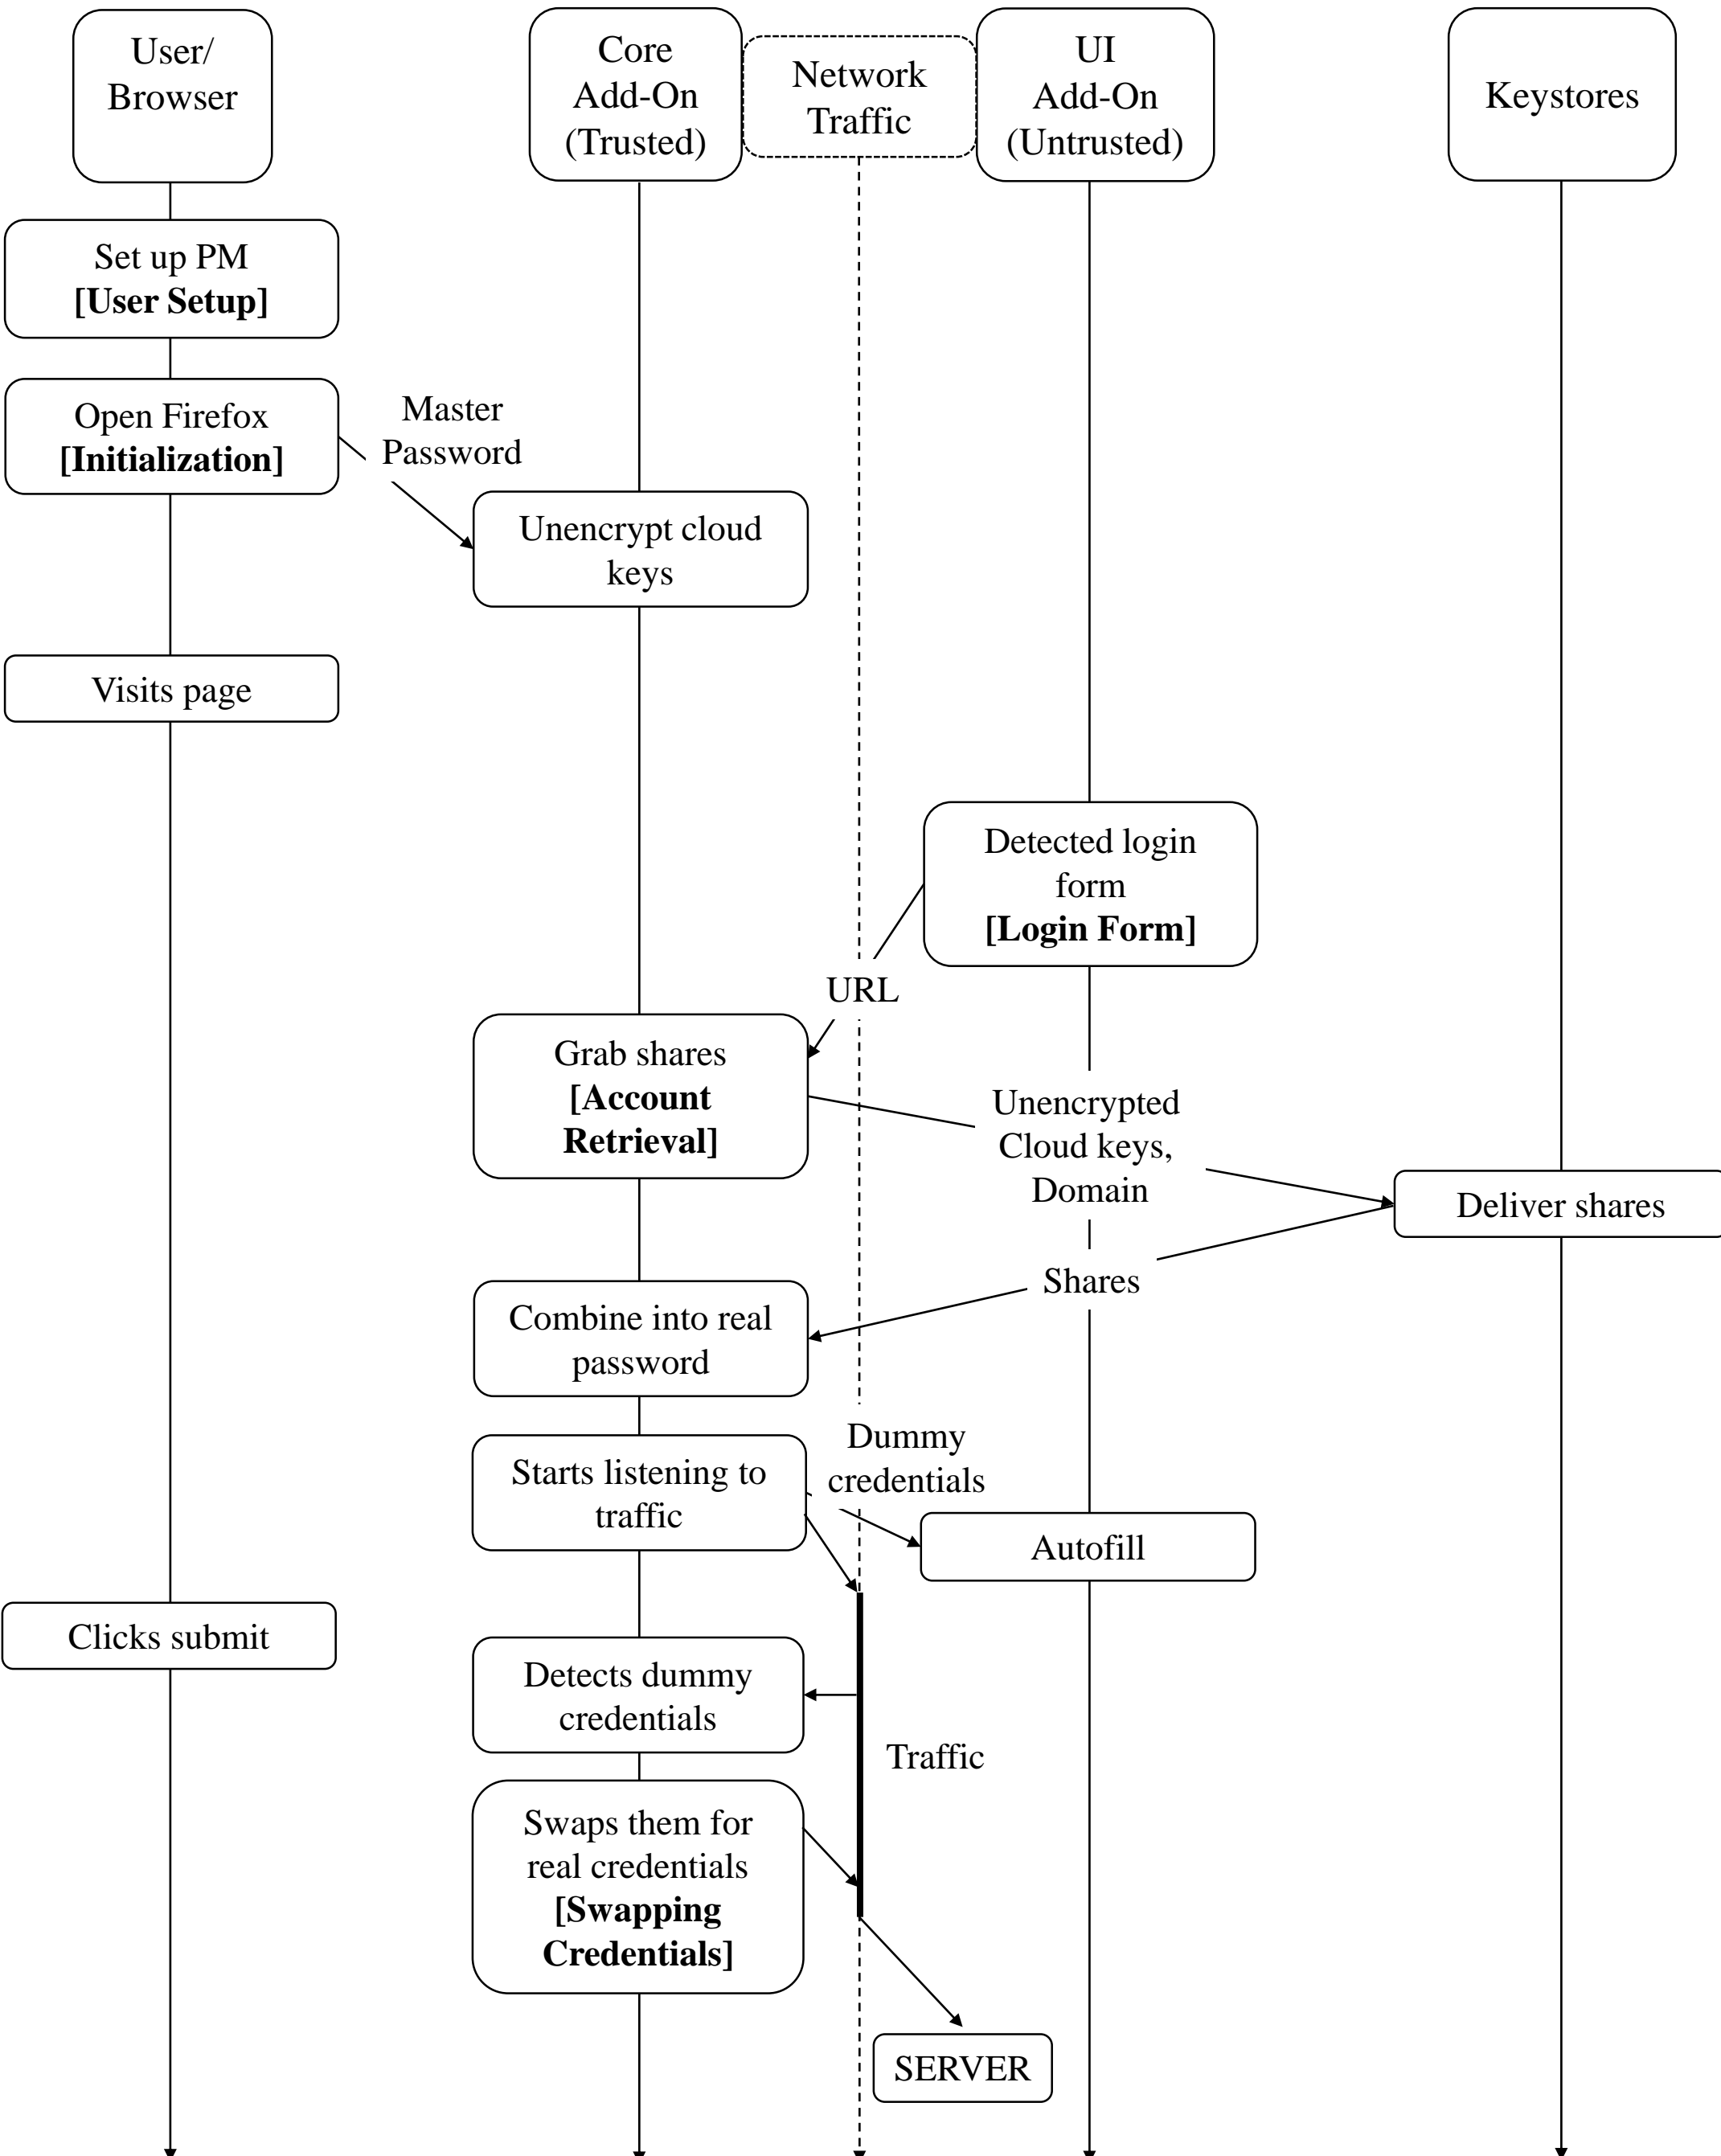 User/
Browser
Core
Add-On
(Trusted)
Network
Traffic
UI
Add-On
(Untrusted)
Keystores
Set up PM
[User Setup]
Open Firefox
[Initialization]
Master
Password
Unencrypt cloud
keys
Visits page
Detected login
form
[Login Form]
URL
Grab shares
[Account
Retrieval]
Unencrypted
Cloud keys,
Domain
Deliver shares
Shares
Combine into real
password
Dummy
credentials
Starts listening to
traffic
Autofill
Clicks submit
Detects dummy
credentials
Traffic
Swaps them for
real credentials
[Swapping
Credentials]
SERVER